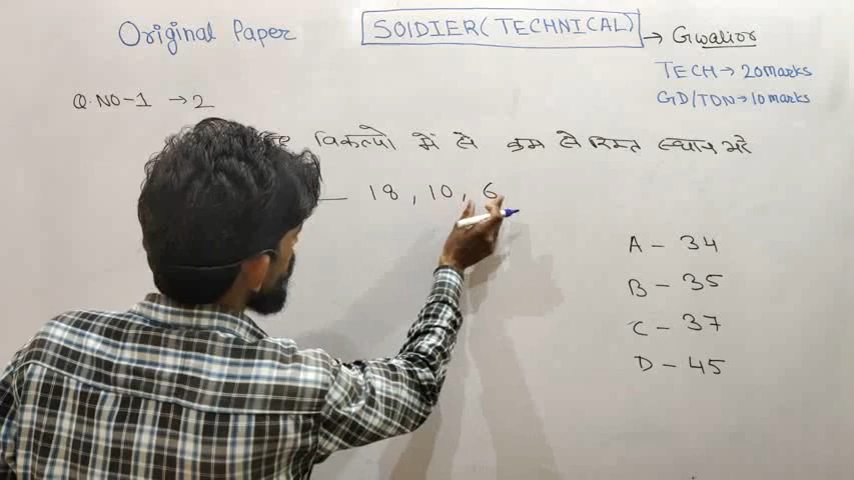 Original Paper
SOIDIER (TECHNICAL) → Gwalior
TECH → 20 marks
GD/TDN → 10 marks
Q.NO-1 → 2
विकल्पो में से क्रम से रिक्त स्थान भरे
__ 18, 10, 6
A - 34
B - 35
C - 37
D - 45